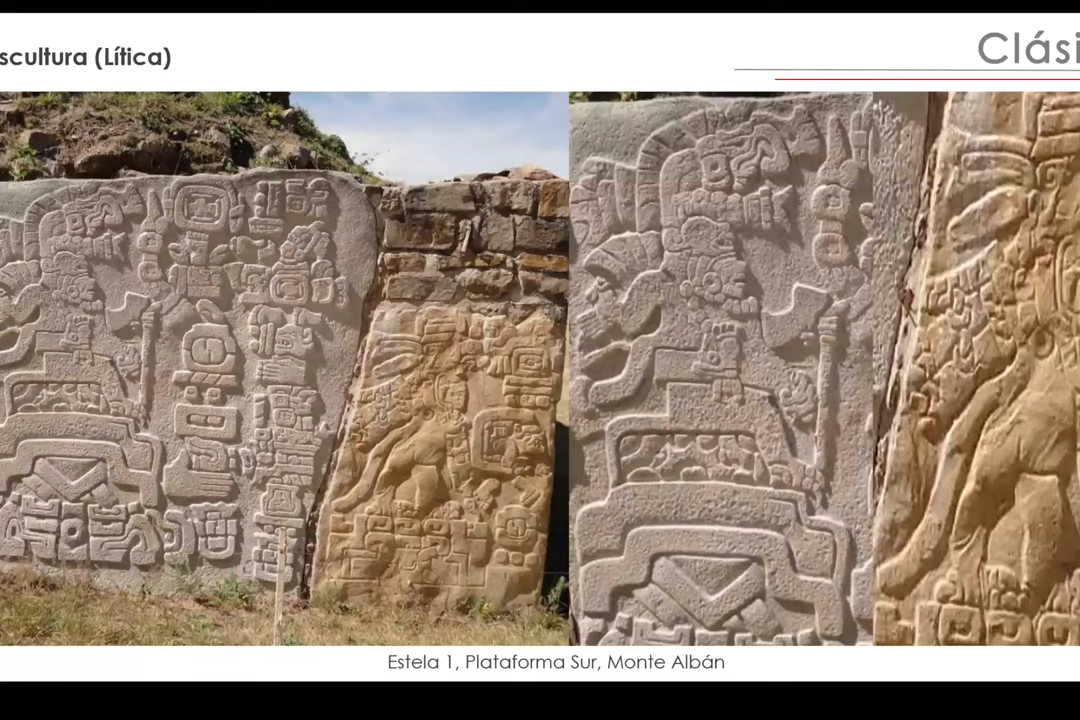 scultura (Lítica)
Clási
Estela 1, Plataforma Sur, Monte Albán